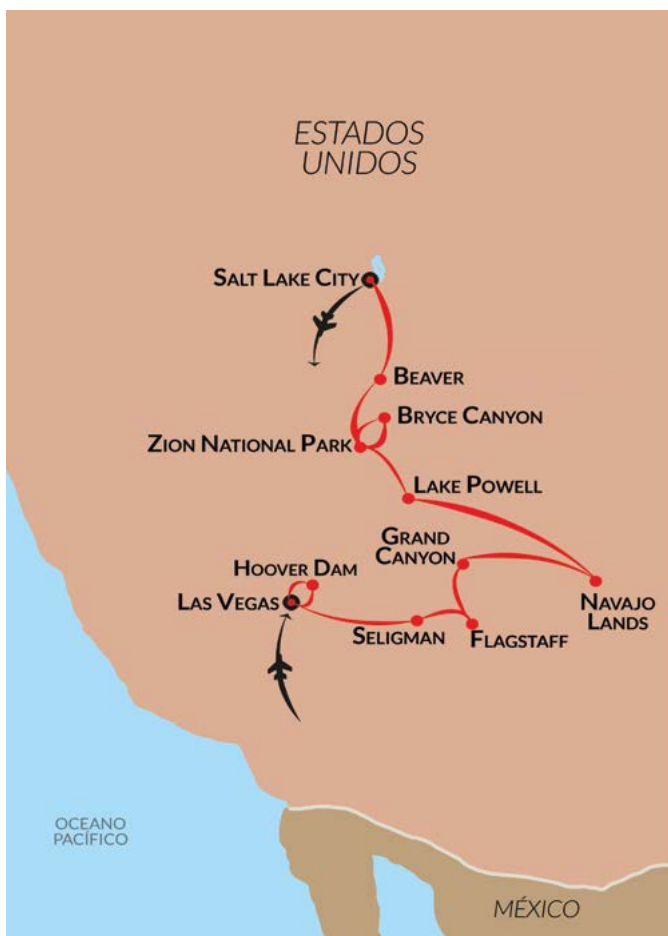 ESTADOS
UNIDOS
SALT LAKE CITY
BEAVER
BRYCE CANYON
ZION NATIONAL PARK
LAKE POWELL
GRAND
CANYON
HOOVER DAM
LAS VEGAS
NAVAJO
LANDS
SELIGMAN
FLAGSTAFF
OCEANO
PACÍFICO
MÉXICO